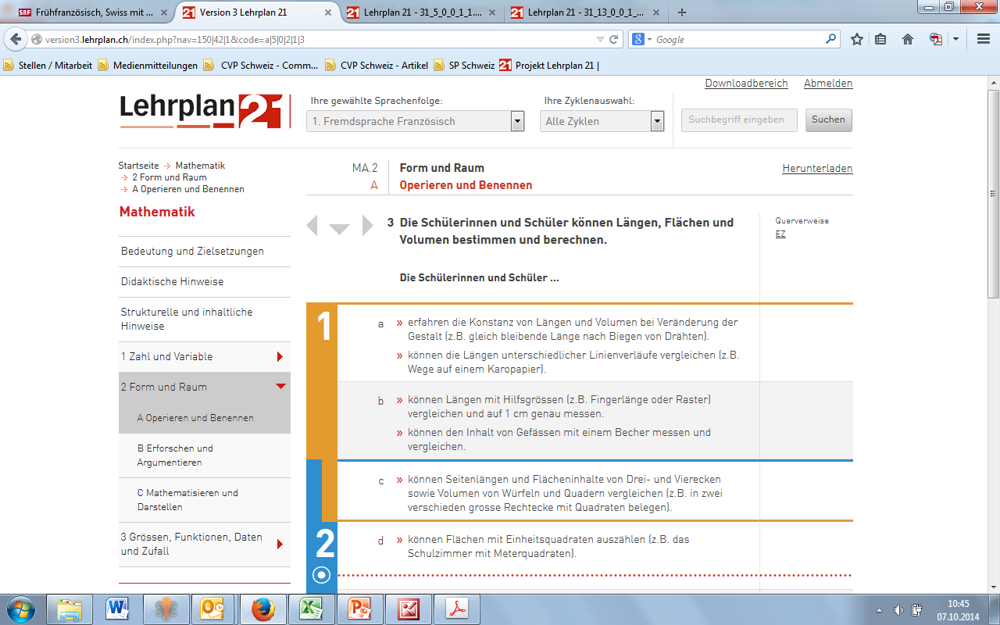 SRF Frühfranzösisch, Swiss mit ...
21 Version 3 Lehrplan 21
21 Lehrplan 21 - 31_5_0_0_1_1....
21 Lehrplan 21 - 31_13_0_0_1_...
version3.lehrplan.ch/index.php?nav=150|42|1&code=a|5|0|2|1|3
Google
Stellen / Mitarbeit
Medienmitteilungen
CVP Schweiz - Comm...
CVP Schweiz - Artikel
SP Schweiz
21 Projekt Lehrplan 21 |
Downloadbereich
Abmelden
Lehrplan 21
Ihre gewählte Sprachenfolge:
1. Fremdsprache Französisch
Ihre Zyklenauswahl:
Alle Zyklen
Suchbegriff eingeben
Suchen
Startseite → Mathematik
→ 2 Form und Raum
→ A Operieren und Benennen
Mathematik
Bedeutung und Zielsetzungen
Didaktische Hinweise
Strukturelle und inhaltliche
Hinweise
1 Zahl und Variable
2 Form und Raum
A Operieren und Benennen
B Erforschen und
Argumentieren
C Mathematisieren und
Darstellen
3 Grössen, Funktionen, Daten
und Zufall
MA.2 Form und Raum
A Operieren und Benennen
Herunterladen
3 Die Schülerinnen und Schüler können Längen, Flächen und
Volumen bestimmen und berechnen.
Querverweise
EZ
Die Schülerinnen und Schüler ...
1
a » erfahren die Konstanz von Längen und Volumen bei Veränderung der
Gestalt (z.B. gleich bleibende Länge nach Biegen von Drähten).
» können die Längen unterschiedlicher Linienverläufe vergleichen (z.B.
Wege auf einem Karopapier).
b » können Längen mit Hilfsgrössen (z.B. Fingerlänge oder Raster)
vergleichen und auf 1 cm genau messen.
» können den Inhalt von Gefässen mit einem Becher messen und
vergleichen.
c » können Seitenlängen und Flächeninhalte von Drei- und Vierecken
sowie Volumen von Würfeln und Quadern vergleichen (z.B. in zwei
verschieden grosse Rechtecke mit Quadraten belegen).
2
d » können Flächen mit Einheitsquadraten auszählen (z.B. das
Schulzimmer mit Meterquadraten).
10:45
07.10.2014